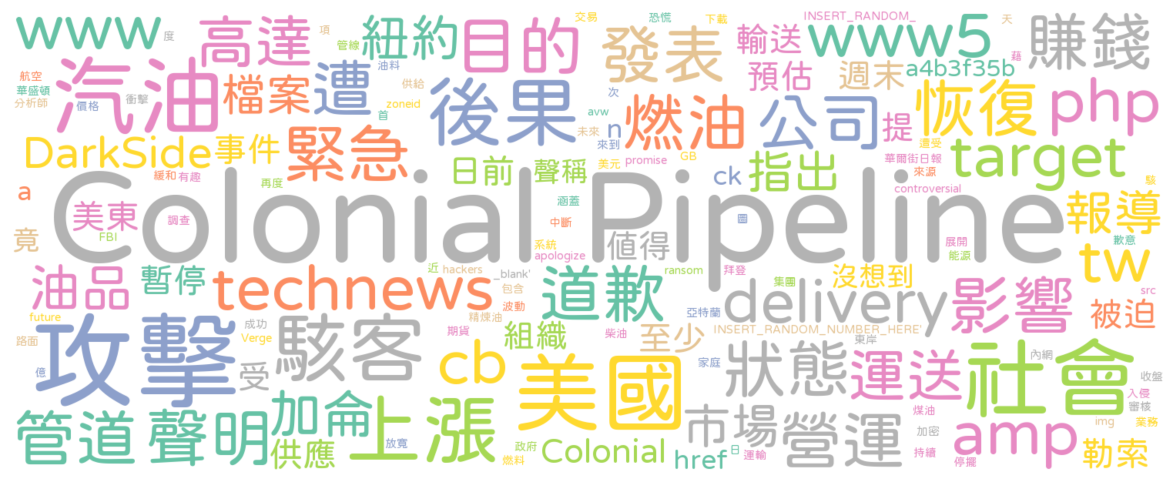 www
度
高達
紐約
目的
交易
恐慌
下載
INSERT_RANDOM_
天
項
管線
發表
輸送
www5
賺錢
藉
航空
汽油
檔案
遭
油料
後果
預估
週末
a4b3f35b
華盛頓
衝擊
供給
次
燃油
公司
恢復
php
分析師
價格
zoneid
首
avw
未來
n
提
遭受
DarkSide
事件
緊急
來到
日前
聲稱
美元
GB
promise
ck
指出
華爾街日報
來源
target
緩和
有趣
再度
controversial
駭
a
Colonial Pipeline
美東
調查
涵蓋
圖
報導
竟
FBI
中斷
值得
展開
散意
系統
能源
tw
油品
暫停
近
hackers
_blank'
apologize
ransom
拜登
沒想到
technews
包含
道歉
集團
delivery
影響
src
future
波動
亞特蘭
被迫
攻擊
成功
精煉油
INSERT_RANDOM_NUMBER_HERE'
路面
Verge
駭客
期貨
組織
柴油
至少
東岸
cb
美國
家庭
狀態
內網
社會
億
受
運送
收盤
加侖
上漲
入侵
審核
管道
聲明
市場
營運
煤油
img
業務
供應
放寬
政府
Colonial
href
日
運輸
加密
amp
勒索
燃料
持續
停擺